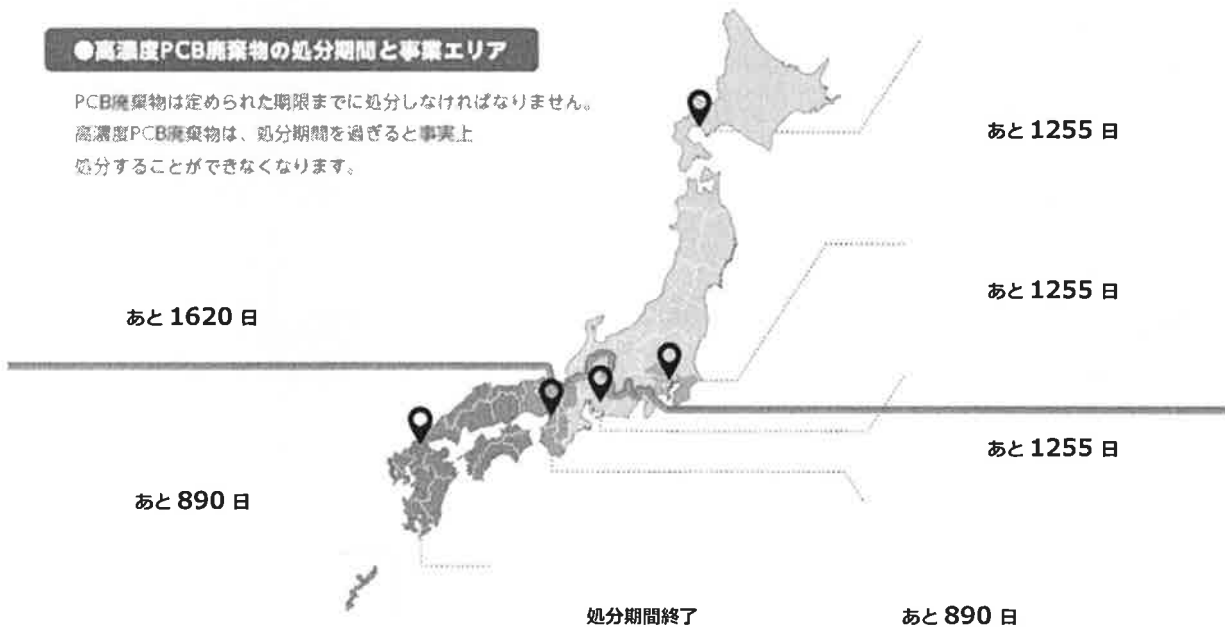 ●高濃度PCB廃棄物の処分期間と事業エリア
PCB廃棄物は定められた期限までに処分しなければなりません。
高濃度PCB廃棄物は、処分期間を過ぎると事実上
処分することができなくなります。
あと 1255 日
あと 1255 日
あと 1620 日
あと 1255 日
あと 890 日
処分期間終了
あと 890 日